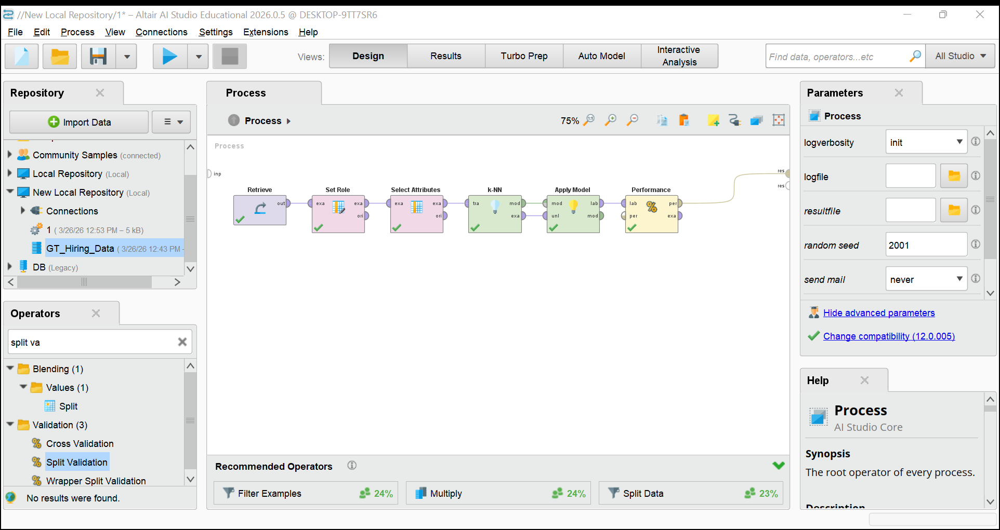 //New Local Repository/1* – Altair AI Studio Educational 2026.0.5 @ DESKTOP-9TT7SR6
File Edit Process View Connections Settings Extensions Help
Views: Design Results Turbo Prep Auto Model Interactive Analysis
Find data, operators...etc All Studio
Repository
Import Data
Community Samples (connected)
Local Repository (Local)
New Local Repository (Local)
Connections
1 ( 3/26/26 12:53 PM – 5 kB)
GT_Hiring_Data ( 3/26/26 12:43 PM -
DB (Legacy)
Operators
split va
Blending (1)
Values (1)
Split
Validation (3)
Cross Validation
Split Validation
Wrapper Split Validation
No results were found.
Process
Process
75%
Process
inp
res
res
Retrieve
out
Set Role
exa exa
ori
Select Attributes
exa exa
ori
k-NN
tra mod
exa
Apply Model
mod lab
unl mod
Performance
lab per
per exa
Recommended Operators
Filter Examples 24%
Multiply 24%
Split Data 23%
Parameters
Process
logverbosity init
logfile
resultfile
random seed 2001
send mail never
Hide advanced parameters
Change compatibility (12.0.005)
Help
Process
AI Studio Core
Synopsis
The root operator of every process.
Description